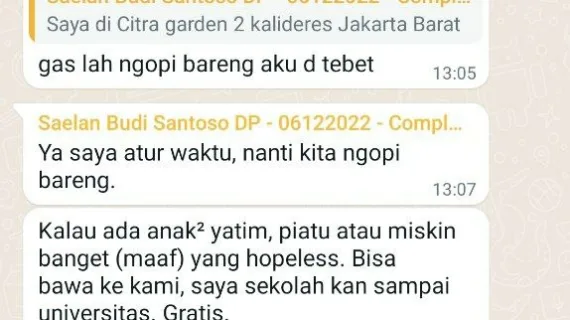 Saelan Budi Santoso DP - 06122022 - Compl...
Saya di Citra garden 2 kalideres Jakarta Barat
gas lah ngopi bareng aku d tebet
13:05
Saelan Budi Santoso DP - 06122022 - Compl...
Ya saya atur waktu, nanti kita ngopi
bareng.
13:07
Kalau ada anak² yatim, piatu atau miskin
banget (maaf) yang hopeless. Bisa
bawa ke kami, saya sekolah kan sampai
universitas. Gratis.